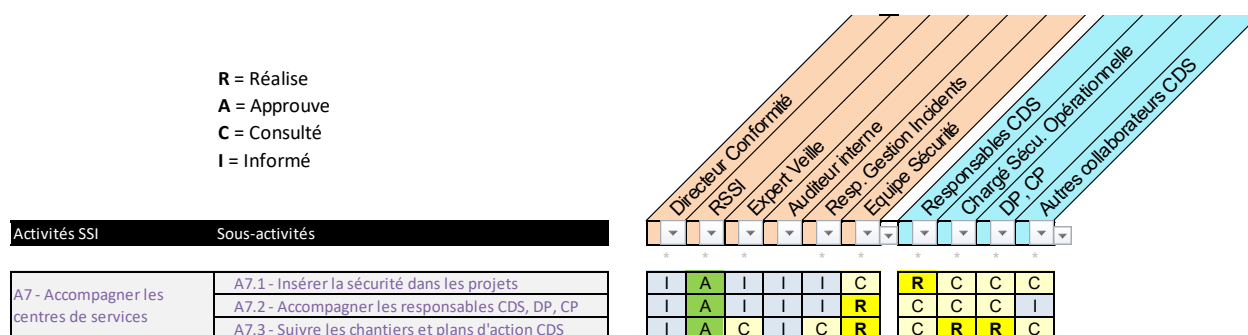 R = Réalise
A = Approuve
C = Consulté
I = Informé
Directeur Conformité
RSSI
Expert Veille
Auditeur interne
Resp. Gestion Incidents
Equipe Sécurité
Responsables CDS
Chargé Sécu. Opérationnelle
DP, CP
Autres collaborateurs CDS
Activités SSI Sous-activités
* * * * * * * * *
A7 - Accompagner les centres de services
A7.1 - Insérer la sécurité dans les projets I A I I I C R C C C
A7.2 - Accompagner les responsables CDS, DP, CP I A I I I R C C C I
A7.3 - Suivre les chantiers et plans d'action CDS I A C I C R C R R C